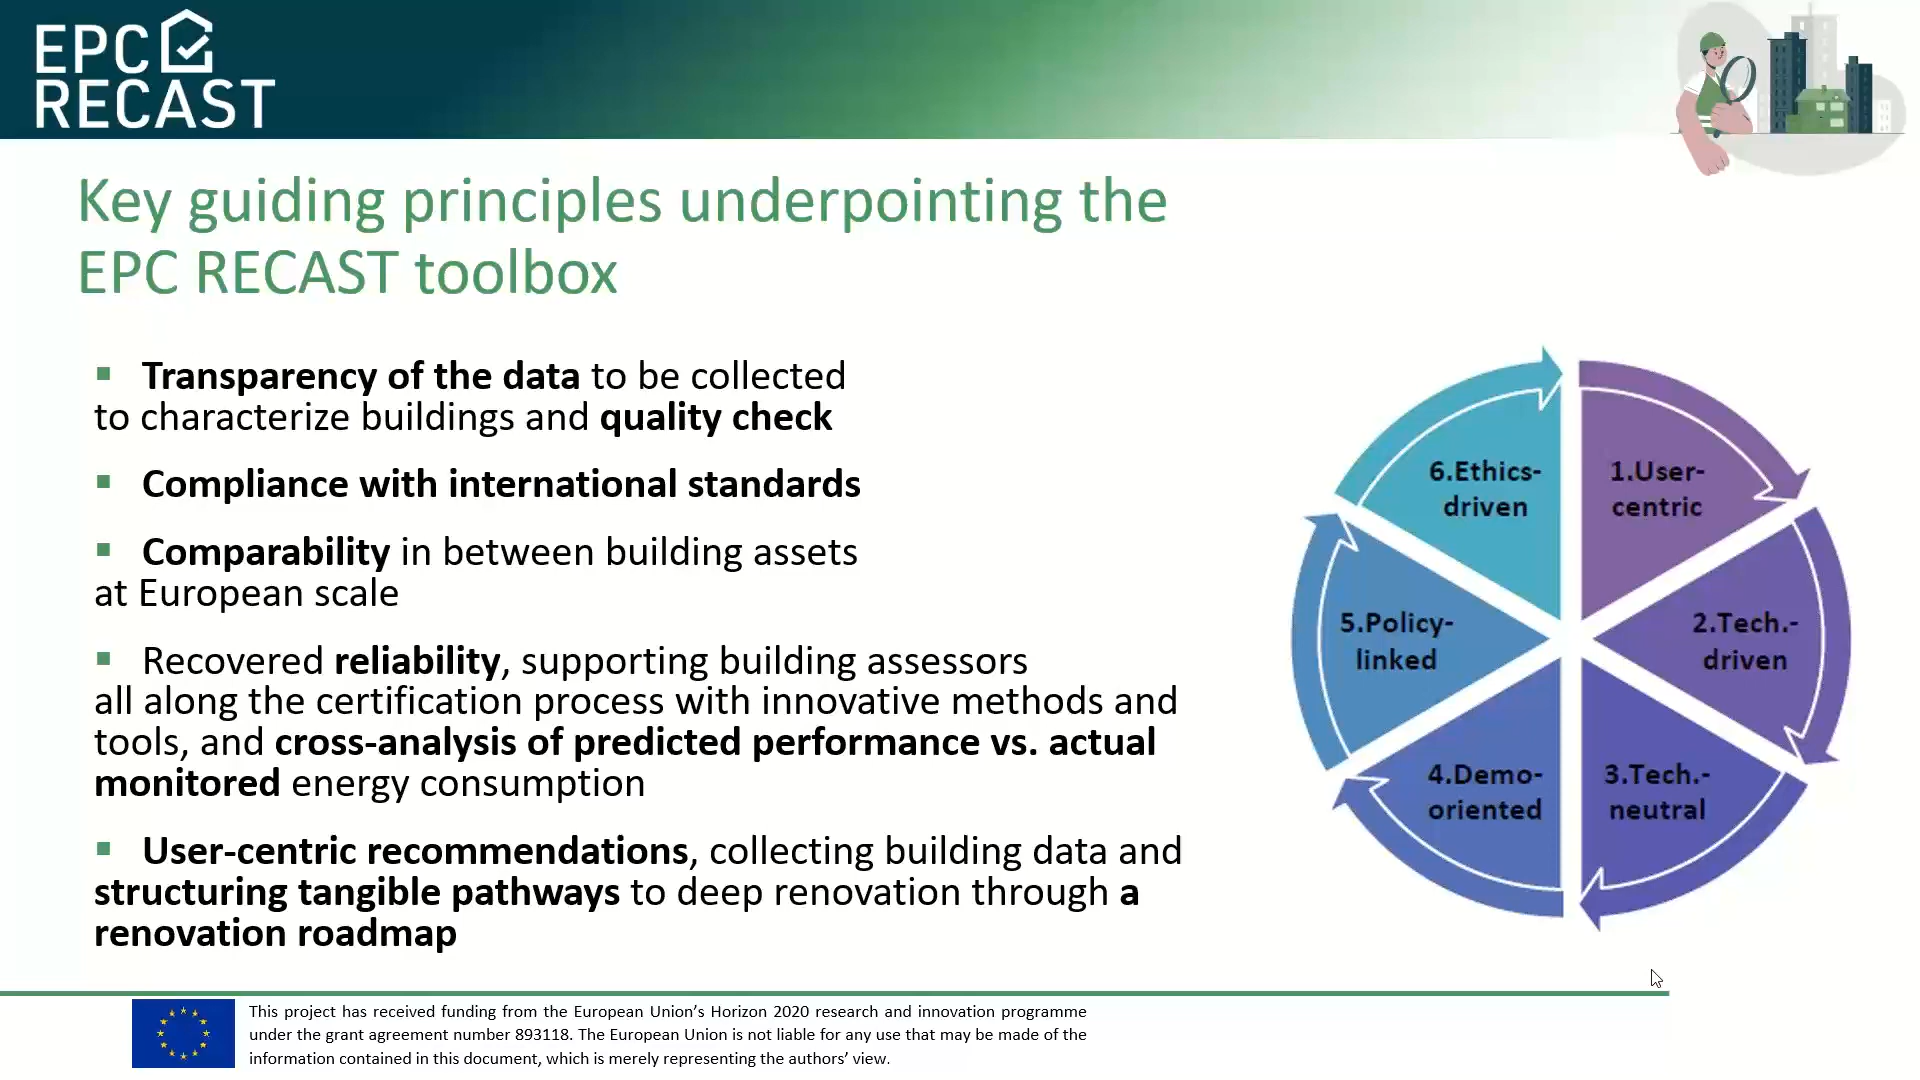 EPC
RECAST
Key guiding principles underpointing the
EPC RECAST toolbox
▪ Transparency of the data to be collected
to characterize buildings and quality check
▪ Compliance with international standards
▪ Comparability in between building assets
at European scale
▪ Recovered reliability, supporting building assessors
all along the certification process with innovative methods and
tools, and cross-analysis of predicted performance vs. actual
monitored energy consumption
▪ User-centric recommendations, collecting building data and
structuring tangible pathways to deep renovation through a
renovation roadmap
1.User-
centric
2.Tech.-
driven
3.Tech.-
neutral
4.Demo-
oriented
5.Policy-
linked
6.Ethics-
driven
This project has received funding from the European Union’s Horizon 2020 research and innovation programme
under the grant agreement number 893118. The European Union is not liable for any use that may be made of the
information contained in this document, which is merely representing the authors’ view.